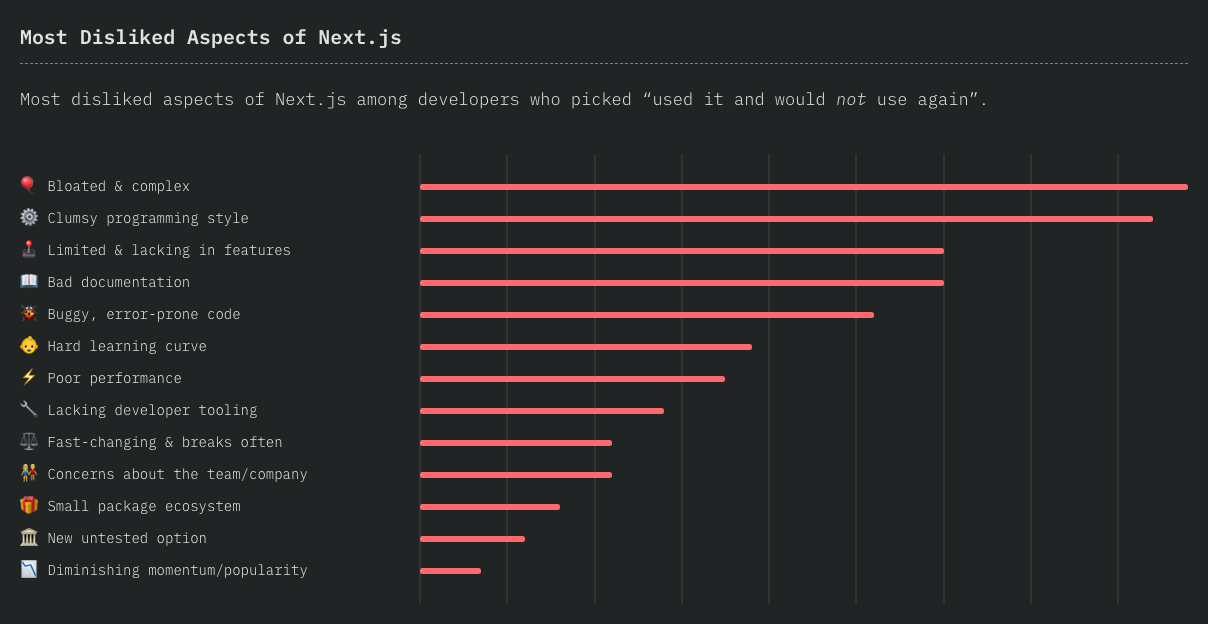 Most Disliked Aspects of Next.js
Most disliked aspects of Next.js among developers who picked “used it and would not use again”.
Bloated & complex
Clumsy programming style
Limited & lacking in features
Bad documentation
Buggy, error-prone code
Hard learning curve
Poor performance
Lacking developer tooling
Fast-changing & breaks often
Concerns about the team/company
Small package ecosystem
New untested option
Diminishing momentum/popularity